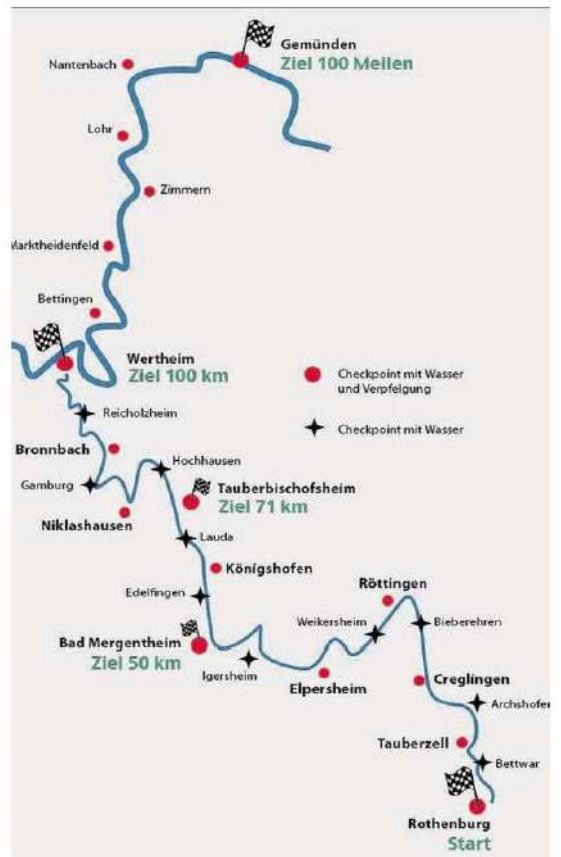 Gemünden
Ziel 100 Meilen
Nantenbach
Lohr
Zimmern
Marktheidenfeld
Bettingen
Wertheim
Ziel 100 km
Checkpoint mit Wasser
und Verpfelgung
Reicholzheim
Checkpoint mit Wasser
Bronnbach
Hochhausen
Gamburg
Tauberbischofsheim
Ziel 71 km
Niklashausen
Lauda
Königshofen
Röttingen
Edelfingen
Weikersheim
Bieberehren
Bad Mergentheim
Ziel 50 km
Igersheim
Elpersheim
Creglingen
Archshofen
Tauberzell
Bettwar
Rothenburg
Start